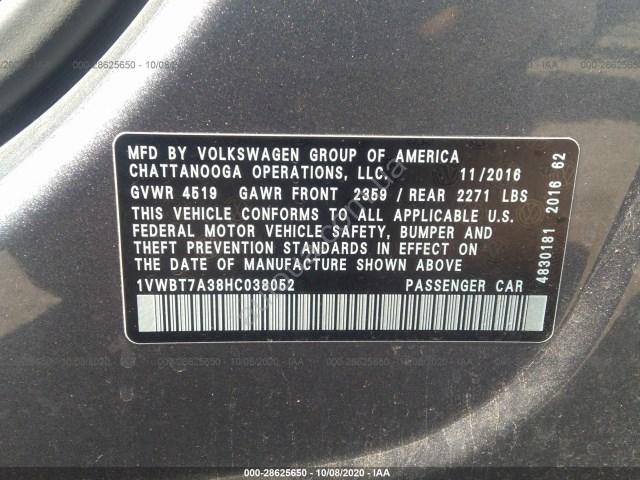 MFD BY VOLKSWAGEN GROUP OF AMERICA
CHATTANOOGA OPERATIONS, LLC. 11/2016
GVWR 4519 GAWR FRONT 2359 / REAR 2271 LBS
THIS VEHICLE CONFORMS TO ALL APPLICABLE U.S.
FEDERAL MOTOR VEHICLE SAFETY, BUMPER AND
THEFT PREVENTION STANDARDS IN EFFECT ON
THE DATE OF MANUFACTURE SHOWN ABOVE
1VWBT7A38HC038052 PASSENGER CAR
4830181 2016 62
000-28625650 - 10/08/2020 - IAA